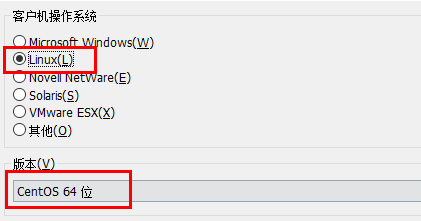 客户机操作系统
Microsoft Windows(W)
Linux(L)
Novell NetWare(E)
Solaris(S)
VMware ESX(X)
其他(O)
版本(V)
CentOS 64 位